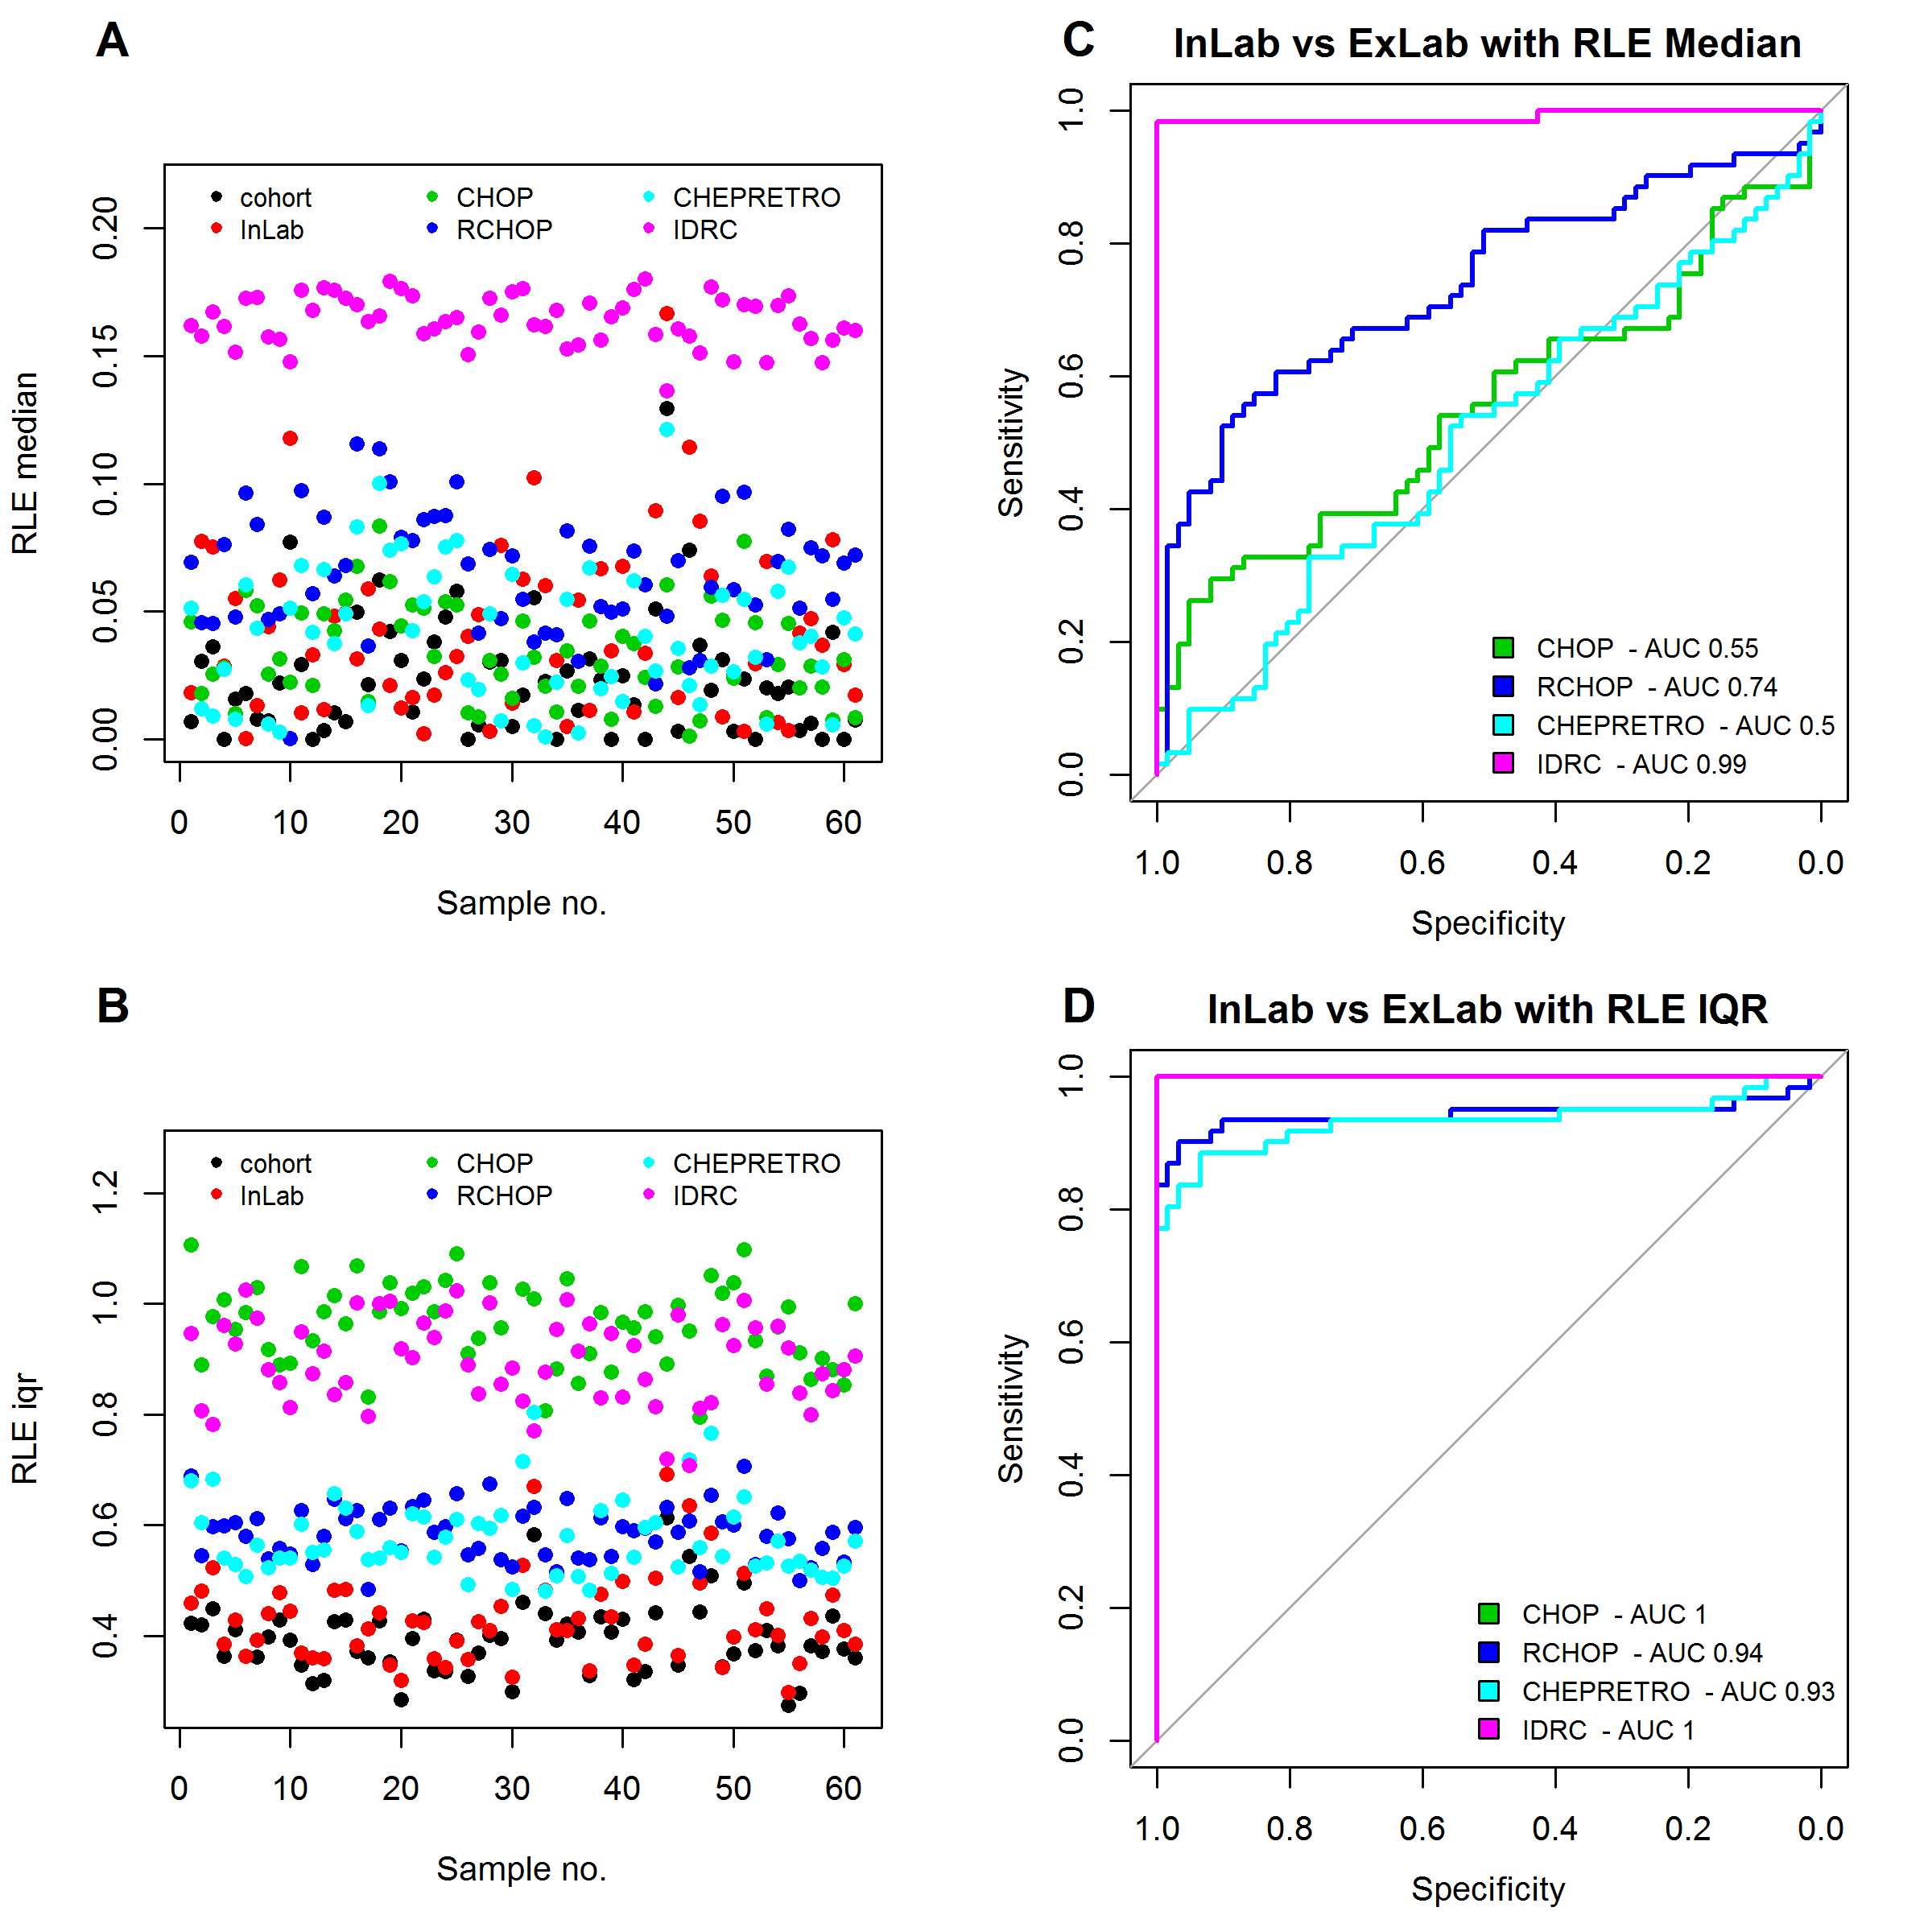 A
cohort CHOP CHEPRETRO
InLab RCHOP IDRC
RLE median
0.00 0.05 0.10 0.15 0.20
0 10 20 30 40 50 60
Sample no.
C InLab vs ExLab with RLE Median
Sensitivity
0.0 0.2 0.4 0.6 0.8 1.0
CHOP - AUC 0.55
RCHOP - AUC 0.74
CHEPRETRO - AUC 0.5
IDRC - AUC 0.99
1.0 0.8 0.6 0.4 0.2 0.0
Specificity
B
cohort CHOP CHEPRETRO
InLab RCHOP IDRC
RLE iqr
0.4 0.6 0.8 1.0 1.2
0 10 20 30 40 50 60
Sample no.
D InLab vs ExLab with RLE IQR
Sensitivity
0.0 0.2 0.4 0.6 0.8 1.0
CHOP - AUC 1
RCHOP - AUC 0.94
CHEPRETRO - AUC 0.93
IDRC - AUC 1
1.0 0.8 0.6 0.4 0.2 0.0
Specificity